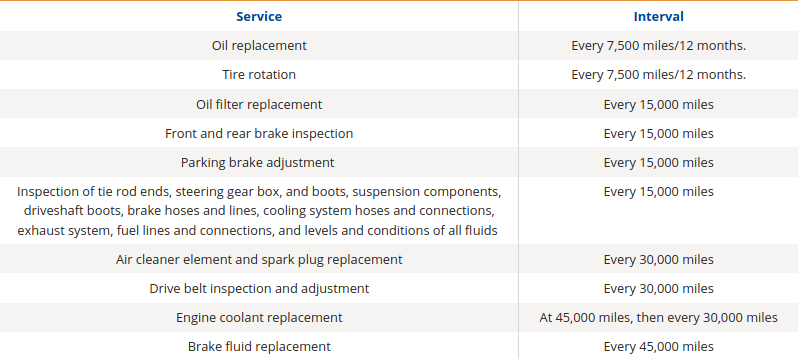 Service Interval
Oil replacement Every 7,500 miles/12 months.
Tire rotation Every 7,500 miles/12 months.
Oil filter replacement Every 15,000 miles
Front and rear brake inspection Every 15,000 miles
Parking brake adjustment Every 15,000 miles
Inspection of tie rod ends, steering gear box, and boots, suspension components, Every 15,000 miles
driveshaft boots, brake hoses and lines, cooling system hoses and connections,
exhaust system, fuel lines and connections, and levels and conditions of all fluids
Air cleaner element and spark plug replacement Every 30,000 miles
Drive belt inspection and adjustment Every 30,000 miles
Engine coolant replacement At 45,000 miles, then every 30,000 miles
Brake fluid replacement Every 45,000 miles